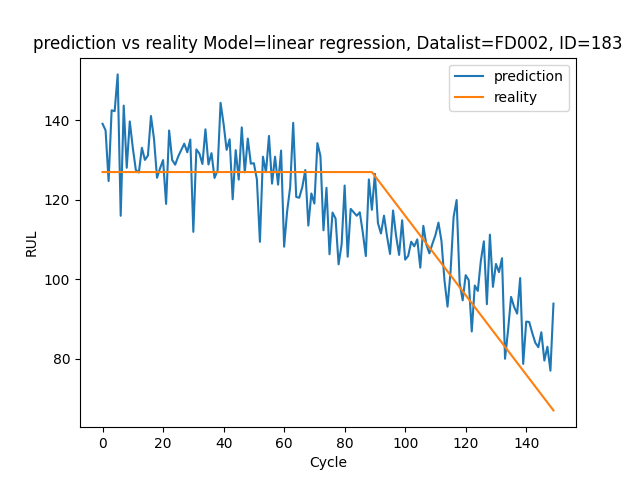 prediction vs reality Model=linear regression, Datalist=FD002, ID=183
prediction
reality
140
120
100
80
RUL
0 20 40 60 80 100 120 140
Cycle